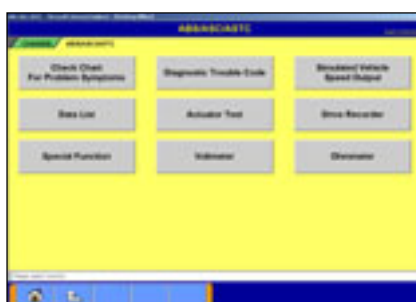 ABS/ASC/ASTC
ABS/ASC/ASTC
Check Chart
For Problem Symptoms
Diagnostic Trouble Code
Simulated Vehicle
Speed Output
Data List
Actuator Test
Drive Recorder
Special Function
Voltmeter
Ohmmeter